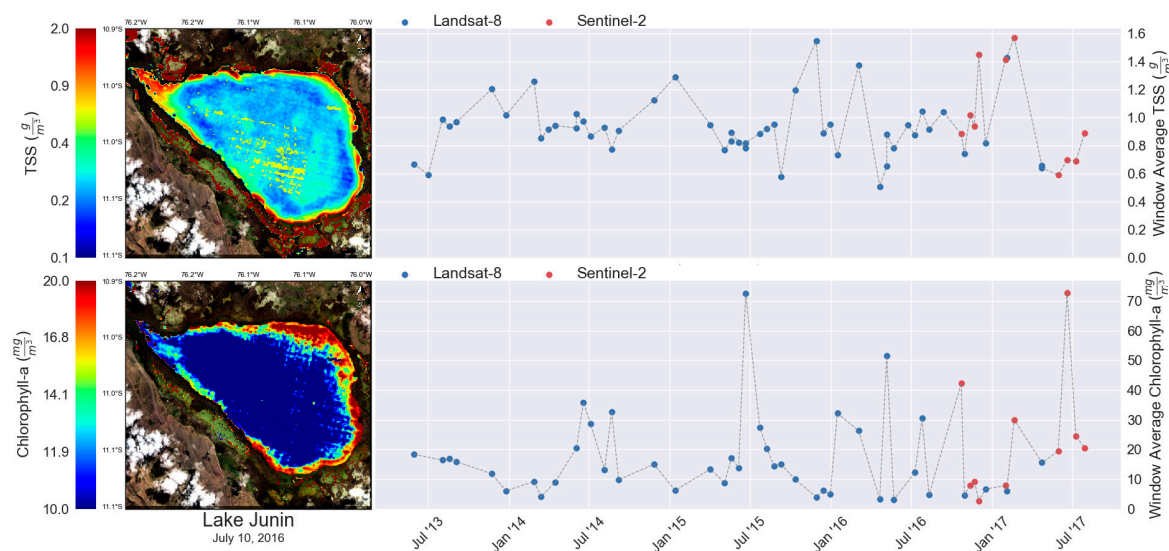 Landsat-8 Sentinel-2
76.2°W 76.1°W 76.1°W 76.0°W
2.0
0.9
0.4
0.2
0.1
TSS (g/m³)
10.9°S
11.0°S
11.0°S
11.1°S
11.1°S
1.6
1.4
1.2
1.0
0.8
0.6
0.4
0.2
0.0
Window Average TSS g/m³
Landsat-8 Sentinel-2
76.2°W 76.1°W 76.1°W 76.0°W
20.0
16.8
14.1
11.9
10.0
Chlorophyll-a (mg/m³)
10.9°S
11.0°S
11.0°S
11.1°S
11.1°S
70
60
50
40
30
20
10
0
Window Average Chlorophyll-a (mg/m³)
Lake Junin
July 10, 2016
Jul '13 Jan '14 Jul '14 Jan '15 Jul '15 Jan '16 Jul '16 Jan '17 Jul '17